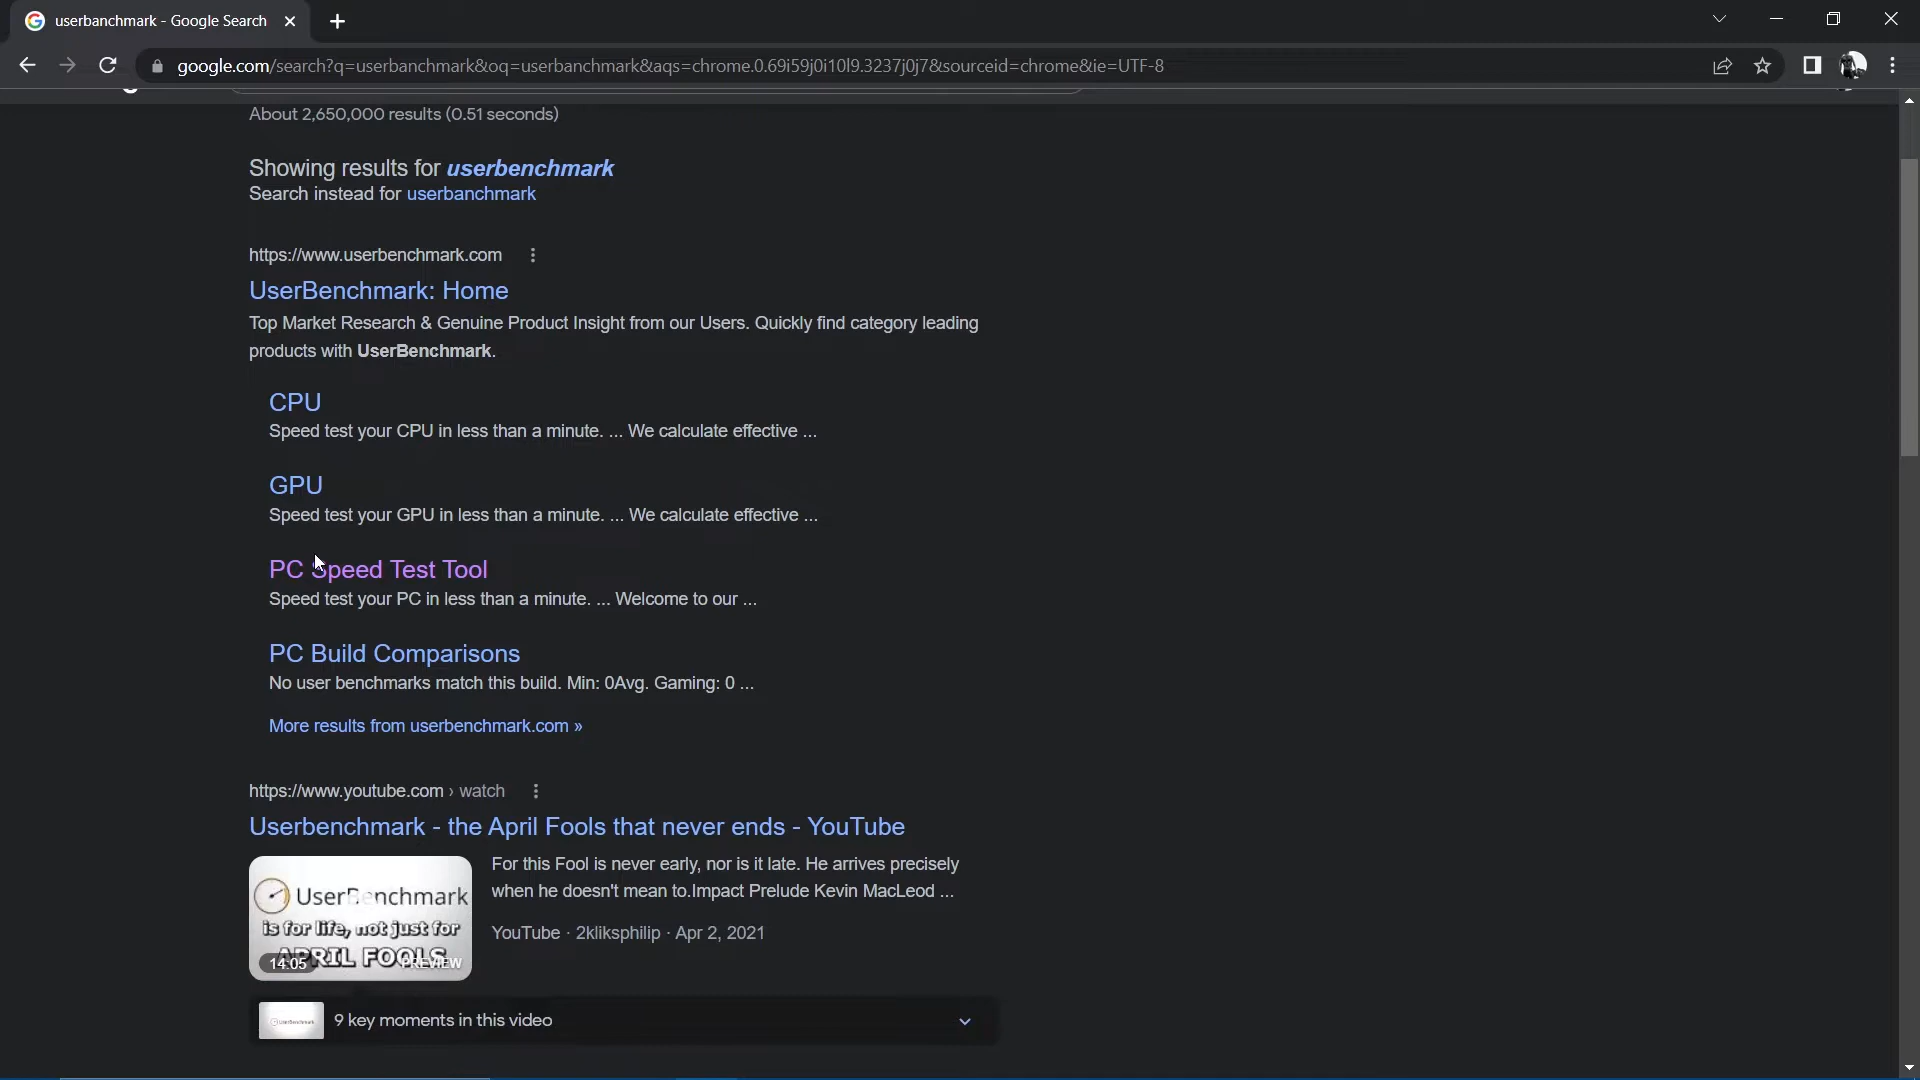 userbanchmark - Google Search
google.com/search?q=userbanchmark&oq=userbanchmark&aqs=chrome.0.69i59j0i10l9.3237j0j7&sourceid=chrome&ie=UTF-8
About 2,650,000 results (0.51 seconds)
Showing results for userbenchmark
Search instead for userbanchmark
https://www.userbenchmark.com
UserBenchmark: Home
Top Market Research & Genuine Product Insight from our Users. Quickly find category leading
products with UserBenchmark.
CPU
Speed test your CPU in less than a minute. ... We calculate effective ...
GPU
Speed test your GPU in less than a minute. ... We calculate effective ...
PC Speed Test Tool
Speed test your PC in less than a minute. ... Welcome to our ...
PC Build Comparisons
No user benchmarks match this build. Min: 0Avg. Gaming: 0 ...
More results from userbenchmark.com »
https://www.youtube.com › watch
Userbenchmark - the April Fools that never ends - YouTube
For this Fool is never early, nor is it late. He arrives precisely
when he doesn't mean to.Impact Prelude Kevin MacLeod ...
YouTube · 2kliksphilip · Apr 2, 2021
UserBenchmark
is for life, not just for
APRIL FOOLS
14:05
PREVIEW
9 key moments in this video